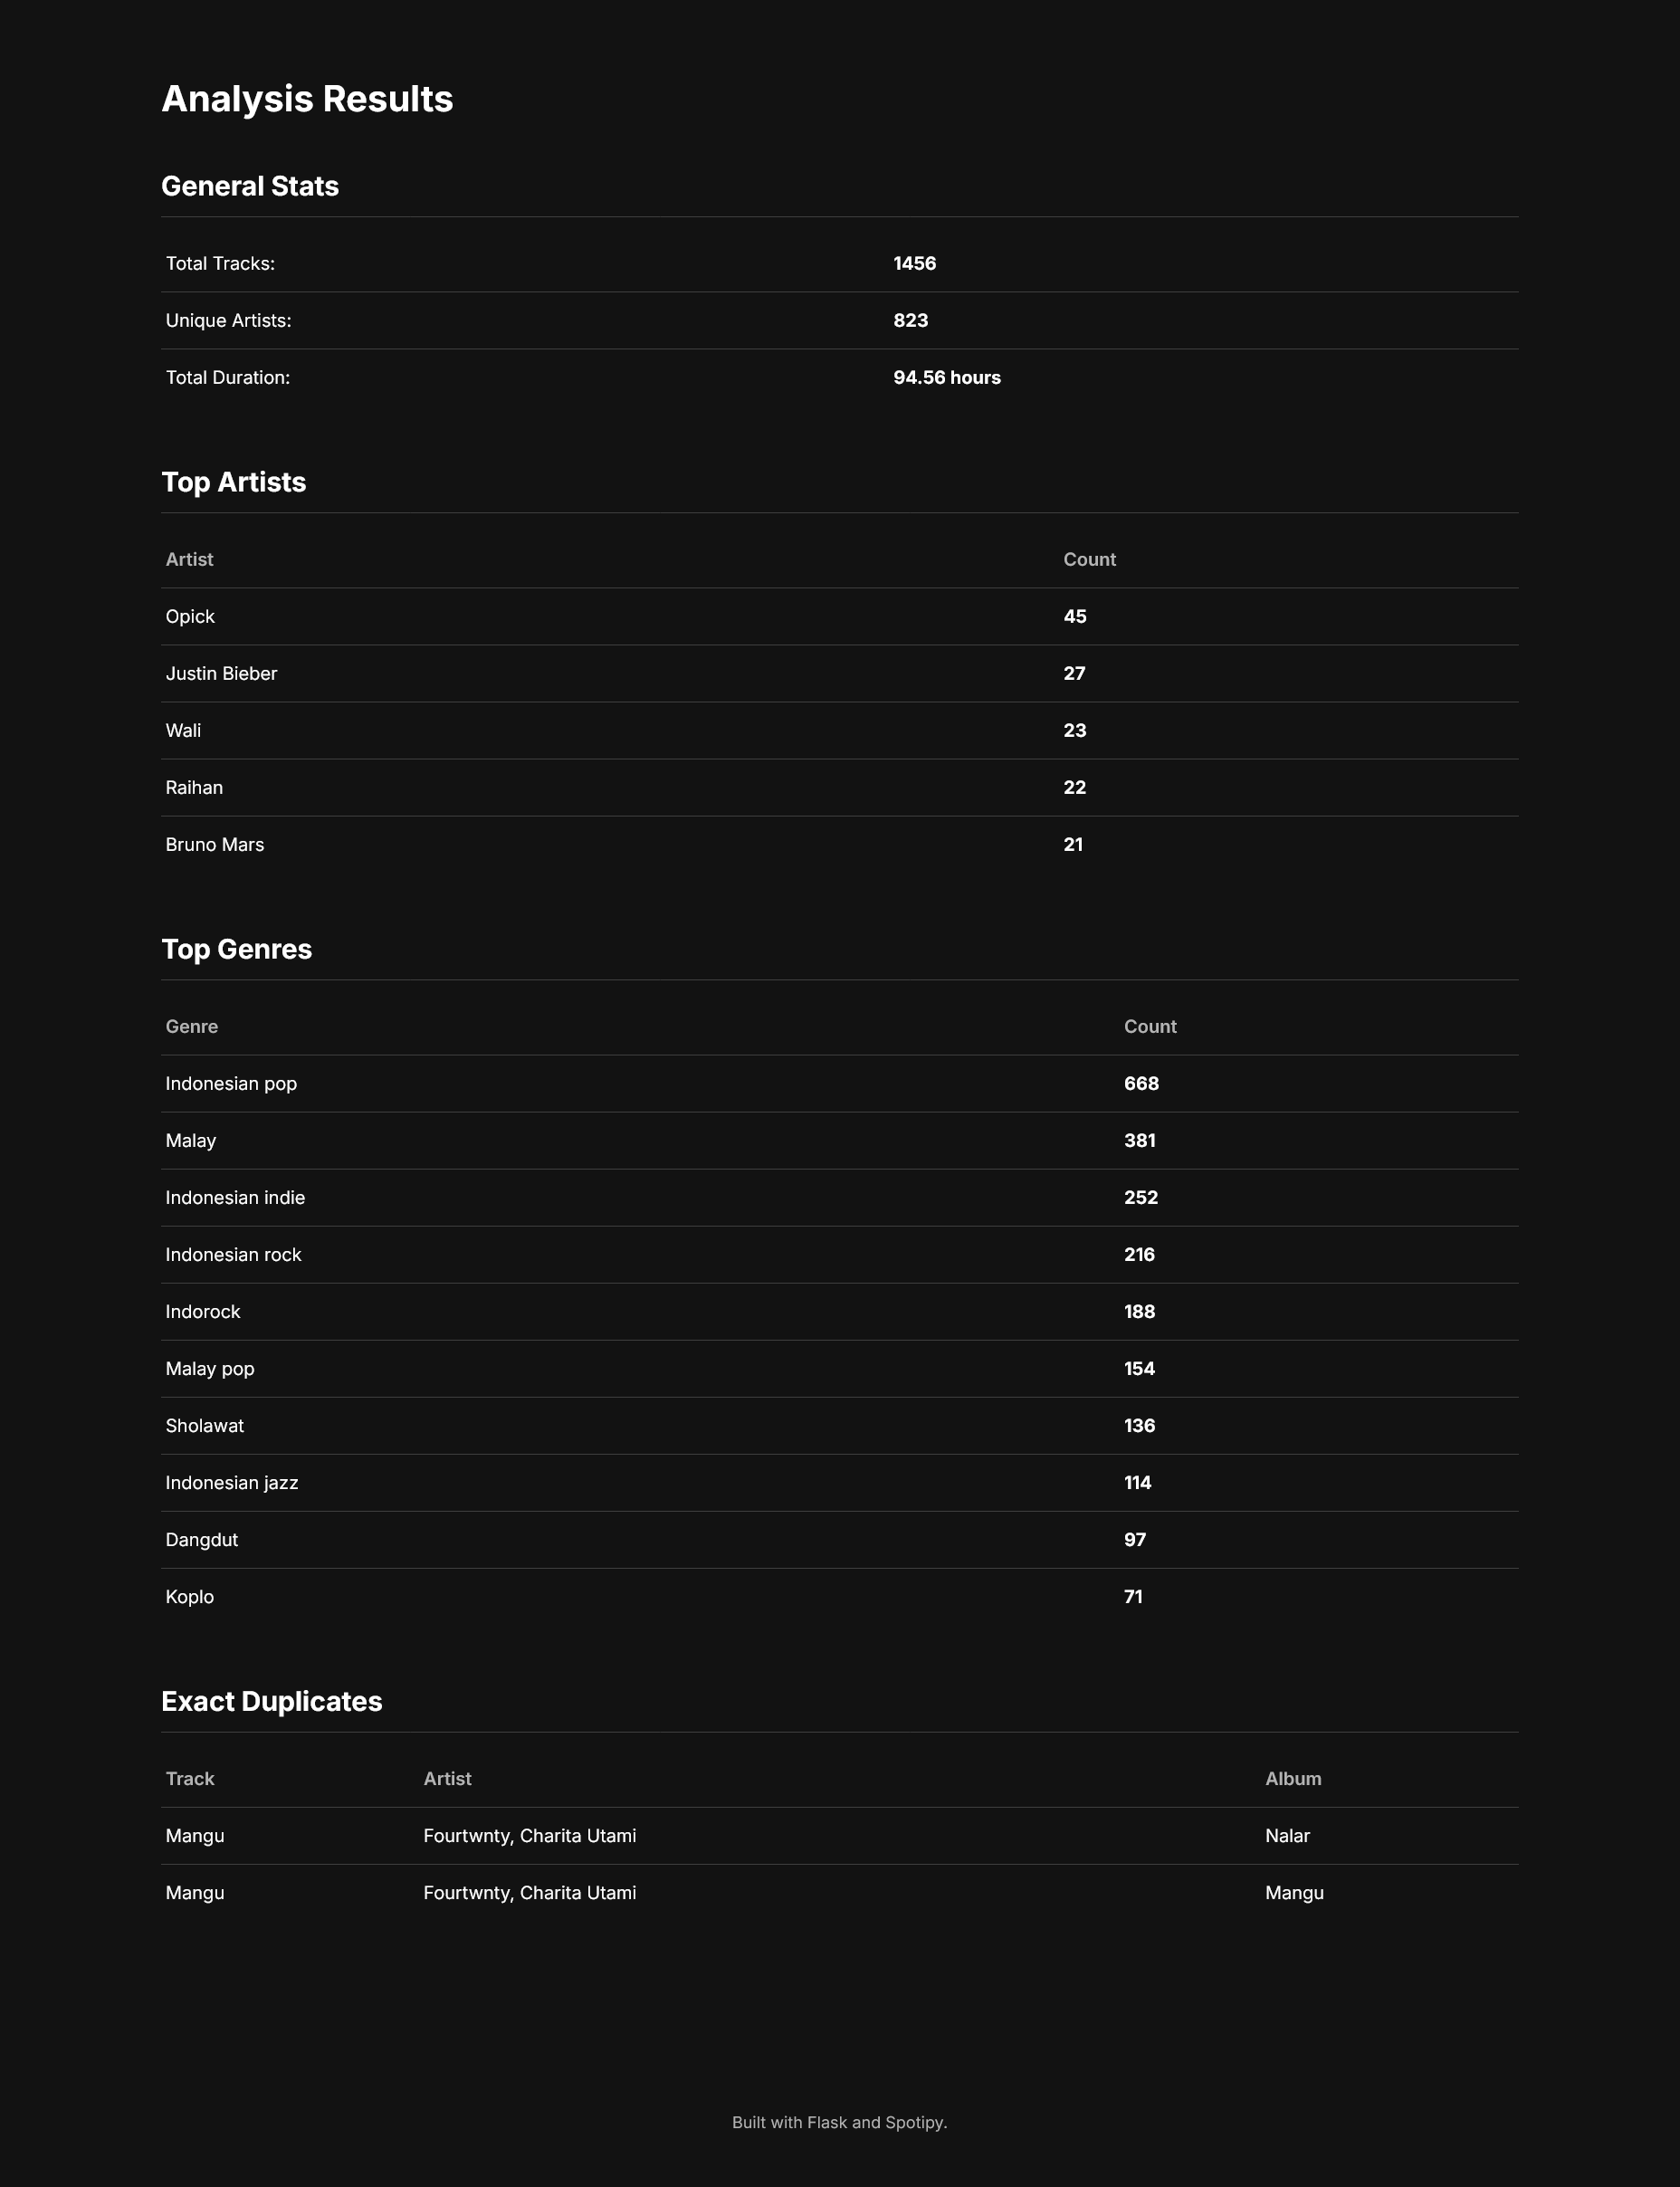 Analysis Results
General Stats
Total Tracks: 1456
Unique Artists: 823
Total Duration: 94.56 hours
Top Artists
Artist Count
Opick 45
Justin Bieber 27
Wali 23
Raihan 22
Bruno Mars 21
Top Genres
Genre Count
Indonesian pop 668
Malay 381
Indonesian indie 252
Indonesian rock 216
Indorock 188
Malay pop 154
Sholawat 136
Indonesian jazz 114
Dangdut 97
Koplo 71
Exact Duplicates
Track Artist Album
Mangu Fourtwnty, Charita Utami Nalar
Mangu Fourtwnty, Charita Utami Mangu
Built with Flask and Spotipy.